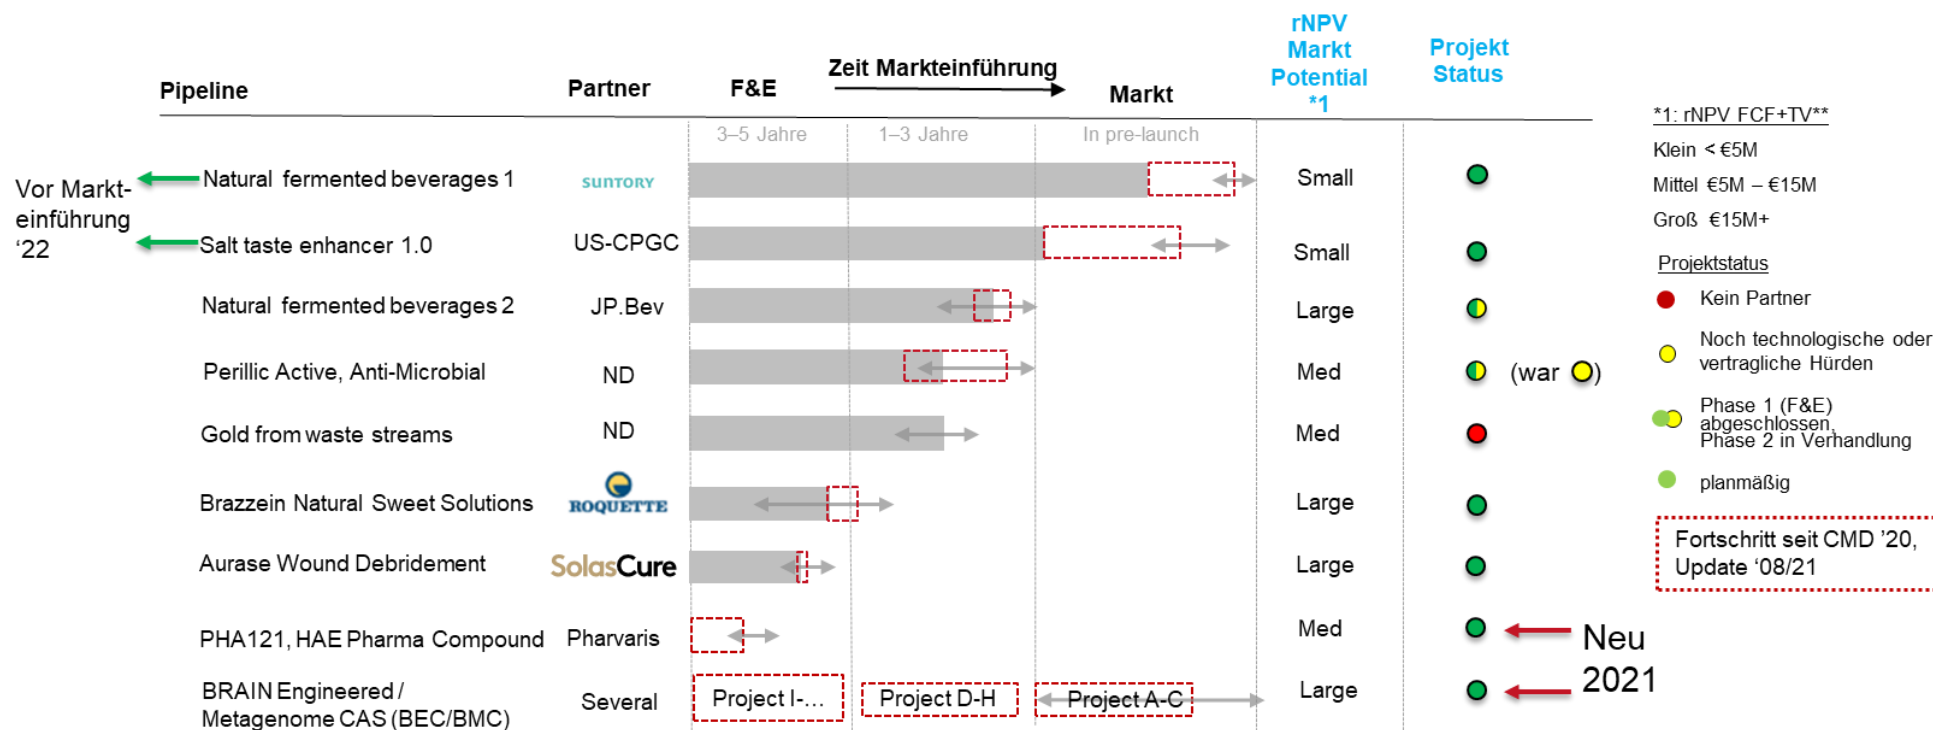 rNPV
Markt
Potential
*1
Projekt
Status
Pipeline
Partner
F&E
Zeit Markteinführung
Markt
3–5 Jahre
1–3 Jahre
In pre-launch
Vor Markt-
einführung
‘22
Natural fermented beverages 1
SUNTORY
Small
Salt taste enhancer 1.0
US-CPGC
Small
Natural fermented beverages 2
JP.Bev
Large
Perillic Active, Anti-Microbial
ND
Med
(war )
Gold from waste streams
ND
Med
Brazzein Natural Sweet Solutions
ROQUETTE
Large
Aurase Wound Debridement
SolasCure
Large
PHA121, HAE Pharma Compound
Pharvaris
Med
BRAIN Engineered /
Metagenome CAS (BEC/BMC)
Several
Project I-...
Project D-H
Project A-C
Large
Neu
2021
*1: rNPV FCF+TV**
Klein < €5M
Mittel €5M – €15M
Groß €15M+
Projektstatus
Kein Partner
Noch technologische oder
vertragliche Hürden
Phase 1 (F&E)
abgeschlossen,
Phase 2 in Verhandlung
planmäßig
Fortschritt seit CMD ’20,
Update ‘08/21